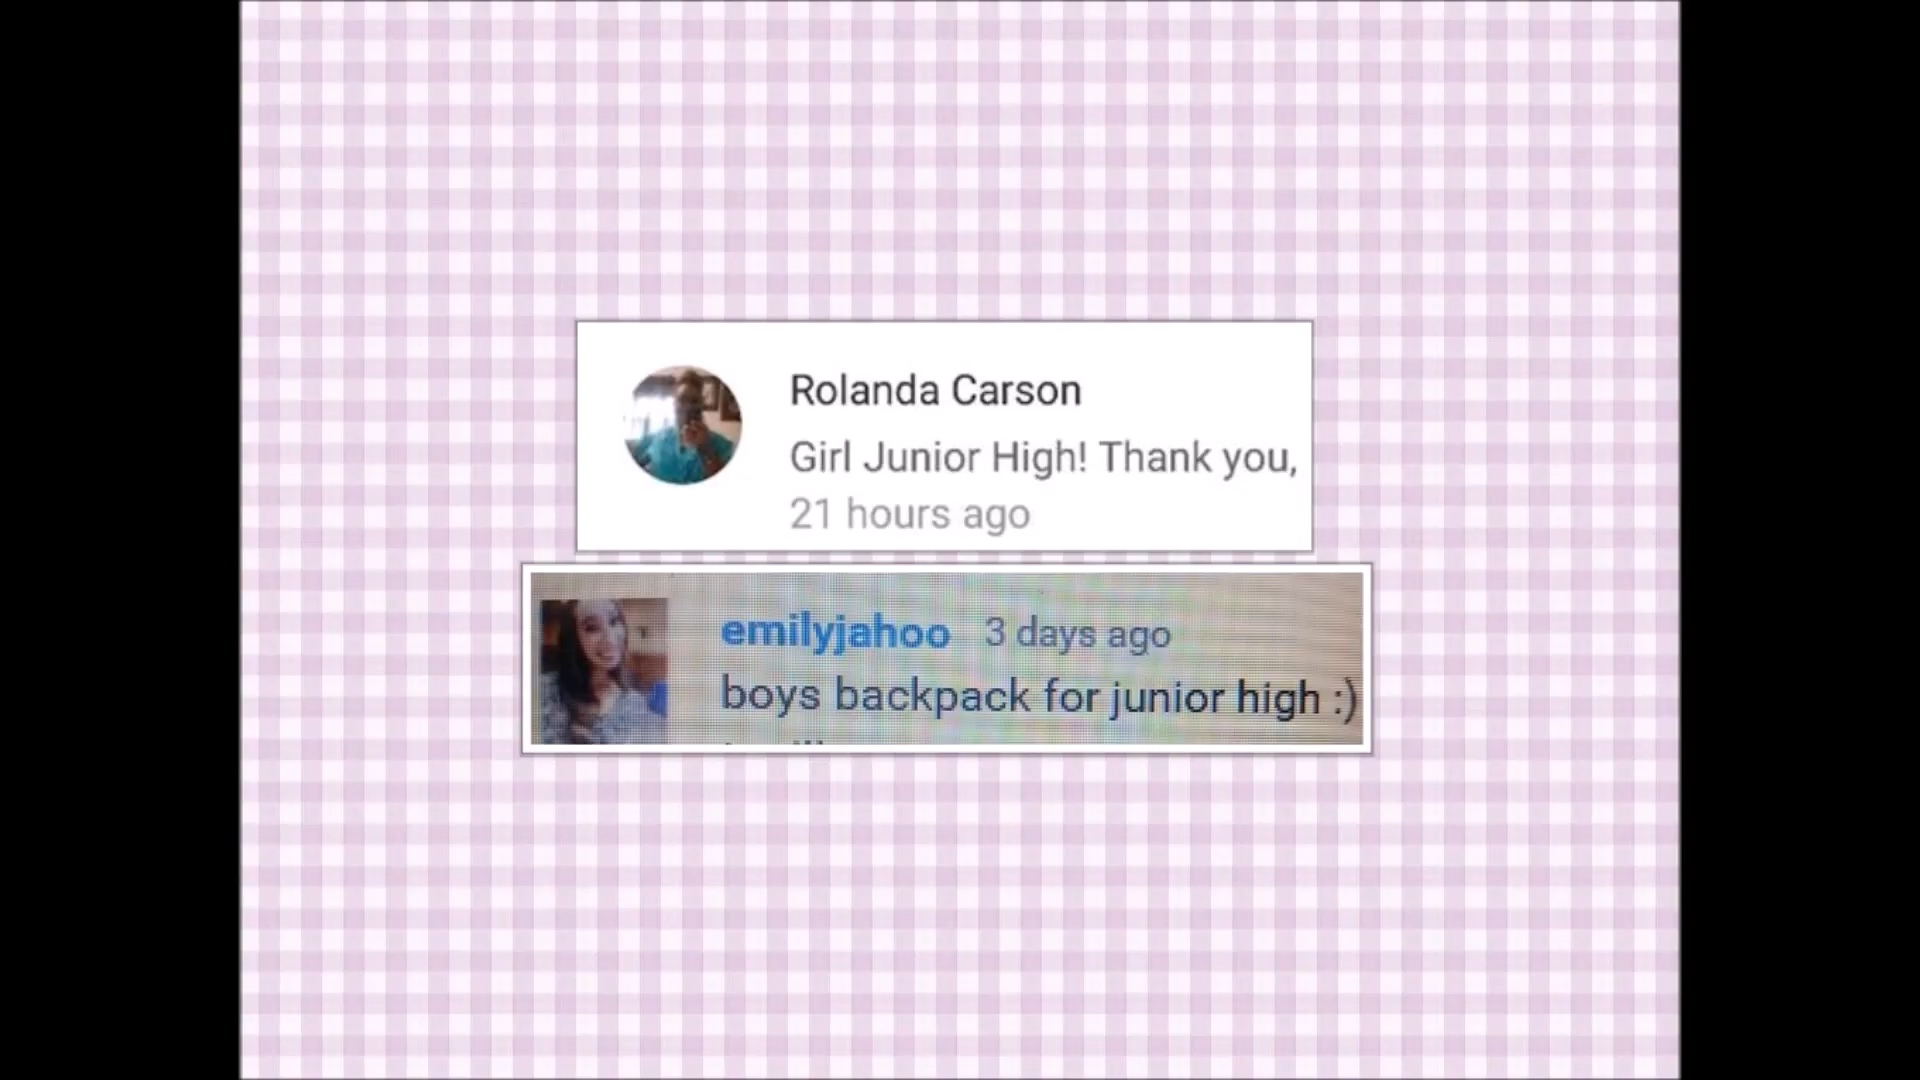 Rolanda Carson
Girl Junior High! Thank you,
21 hours ago
emilyjahoo 3 days ago
boys backpack for junior high :)